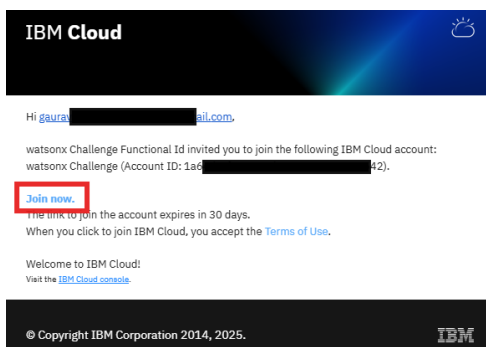 IBM Cloud
Hi gaurav ail.com,
watsonx Challenge Functional Id invited you to join the following IBM Cloud account:
watsonx Challenge (Account ID: 1a6 42).
Join now.
The link to join the account expires in 30 days.
When you click to join IBM Cloud, you accept the Terms of Use.
Welcome to IBM Cloud!
Visit the IBM Cloud console.
© Copyright IBM Corporation 2014, 2025.
IBM